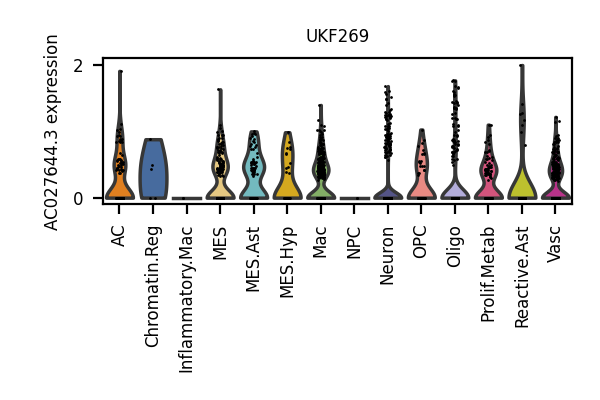 UKF269
AC027644.3 expression
2
0
AC
Chromatin.Reg
Inflammatory.Mac
MES
MES.Ast
MES.Hyp
Mac
NPC
Neuron
OPC
Oligo
Prolif.Metab
Reactive.Ast
Vasc